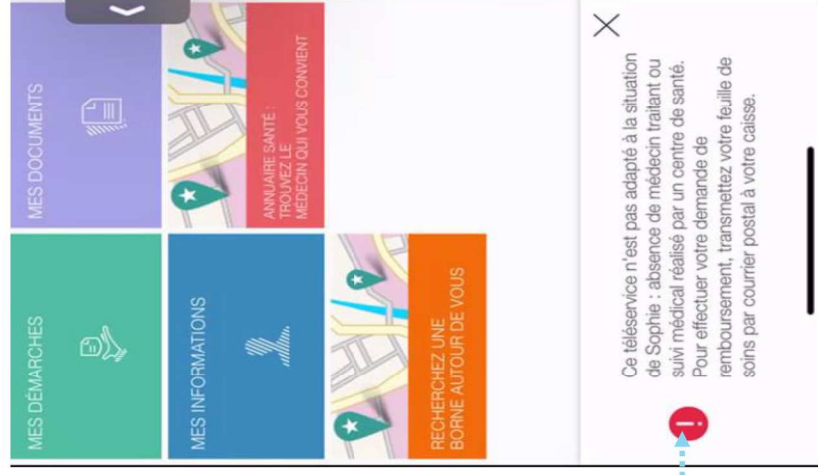 MES DÉMARCHES
MES DOCUMENTS
MES INFORMATIONS
ANNUAIRE SANTÉ :
TROUVEZ LE
MÉDECIN QUI VOUS CONVIENT
RECHERCHEZ UNE
BORNE AUTOUR DE VOUS
Ce téléservice n'est pas adapté à la situation
de Sophie : absence de médecin traitant ou
suivi médical réalisé par un centre de santé.
Pour effectuer votre demande de
remboursement, transmettez votre feuille de
soins par courrier postal à votre caisse.